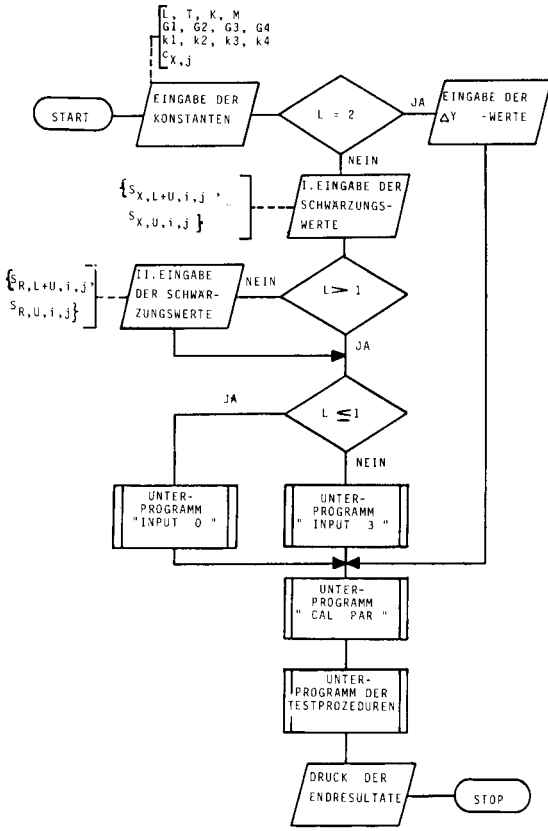 L, T, K, M
G1, G2, G3, G4
k1, k2, k3, k4
cX,j
START
EINGABE DER
KONSTANTEN
L = 2
JA
EINGABE DER
ΔY -WERTE
NEIN
{SX,L+U,i,j ,
SX,U,i,j }
I.EINGABE DER
SCHWÄRZUNGS-
WERTE
{SR,L+U,i,j,
SR,U,i,j}
II.EINGABE
DER SCHWÄR-
ZUNGSWERTE
NEIN
L > 1
JA
JA
L ≤ 1
NEIN
UNTER-
PROGRAMM
"INPUT 0 "
UNTER-
PROGRAMM
" INPUT 3 "
UNTER-
PROGRAMM
" CAL PAR "
UNTER-
PROGRAMM DER
TESTPROZEDUREN
DRUCK DER
ENDRESULTATE
STOP